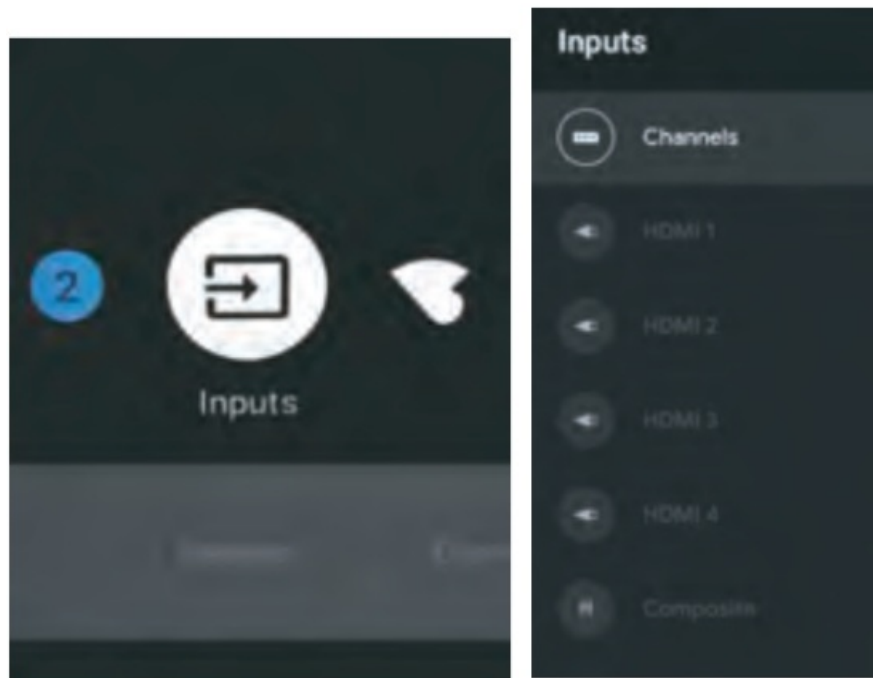 2
Inputs
Inputs
Channels
HDMI 1
HDMI 2
HDMI 3
HDMI 4
Composite